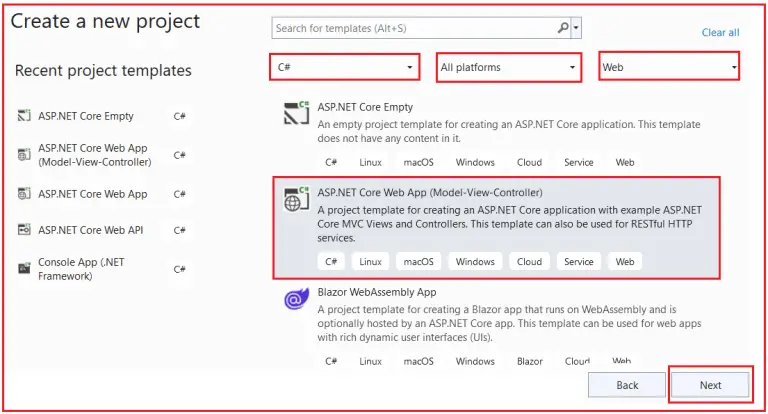 Create a new project
Search for templates (Alt+S)
Clear all
Recent project templates
C#
All platforms
Web
ASP.NET Core Empty C#
ASP.NET Core Web App
(Model-View-Controller) C#
ASP.NET Core Web App C#
ASP.NET Core Web API C#
Console App (.NET
Framework) C#
ASP.NET Core Empty
An empty project template for creating an ASP.NET Core application. This template
does not have any content in it.
C# Linux macOS Windows Cloud Service Web
ASP.NET Core Web App (Model-View-Controller)
A project template for creating an ASP.NET Core application with example ASP.NET
Core MVC Views and Controllers. This template can also be used for RESTful HTTP
services.
C# Linux macOS Windows Cloud Service Web
Blazor WebAssembly App
A project template for creating a Blazor app that runs on WebAssembly and is
optionally hosted by an ASP.NET Core app. This template can be used for web apps
with rich dynamic user interfaces (UIs).
C# Linux macOS Windows Blazor Cloud Web
Back
Next